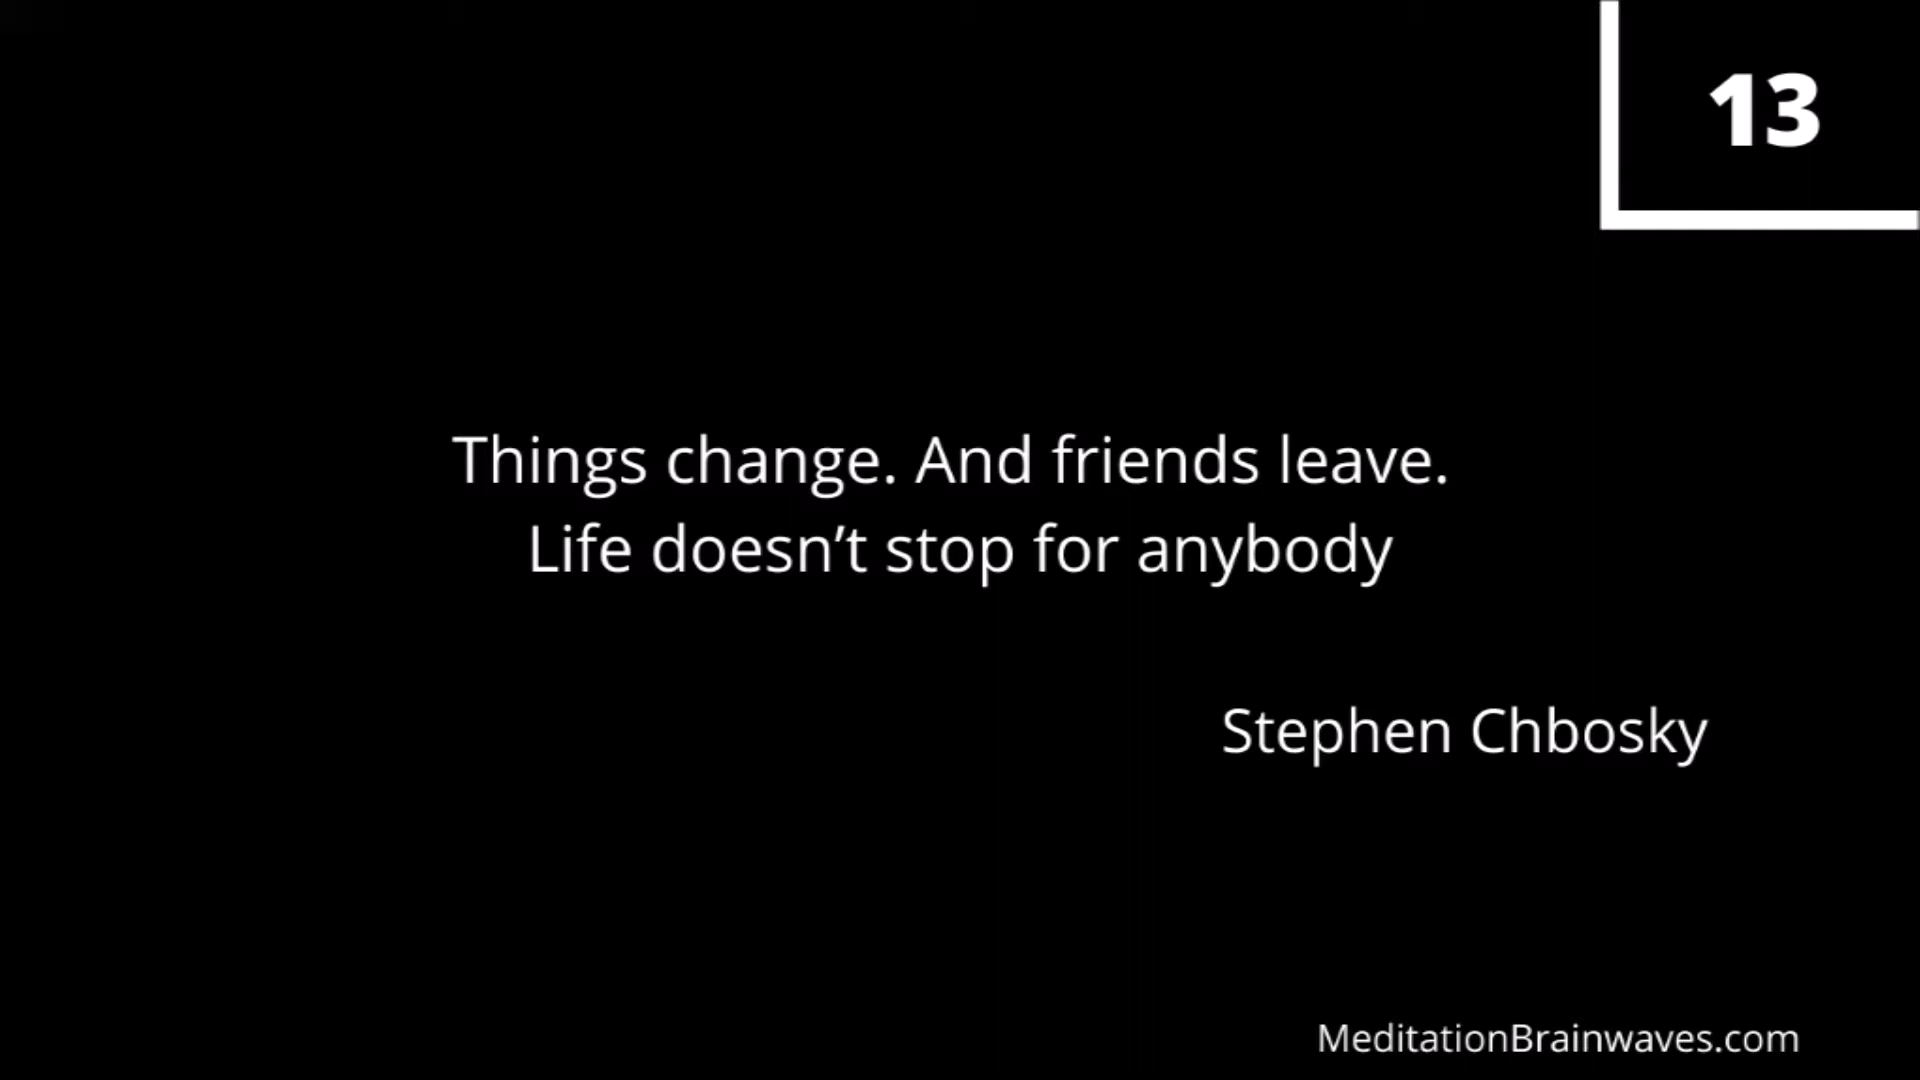 13
Things change. And friends leave.
Life doesn’t stop for anybody
Stephen Chbosky
MeditationBrainwaves.com